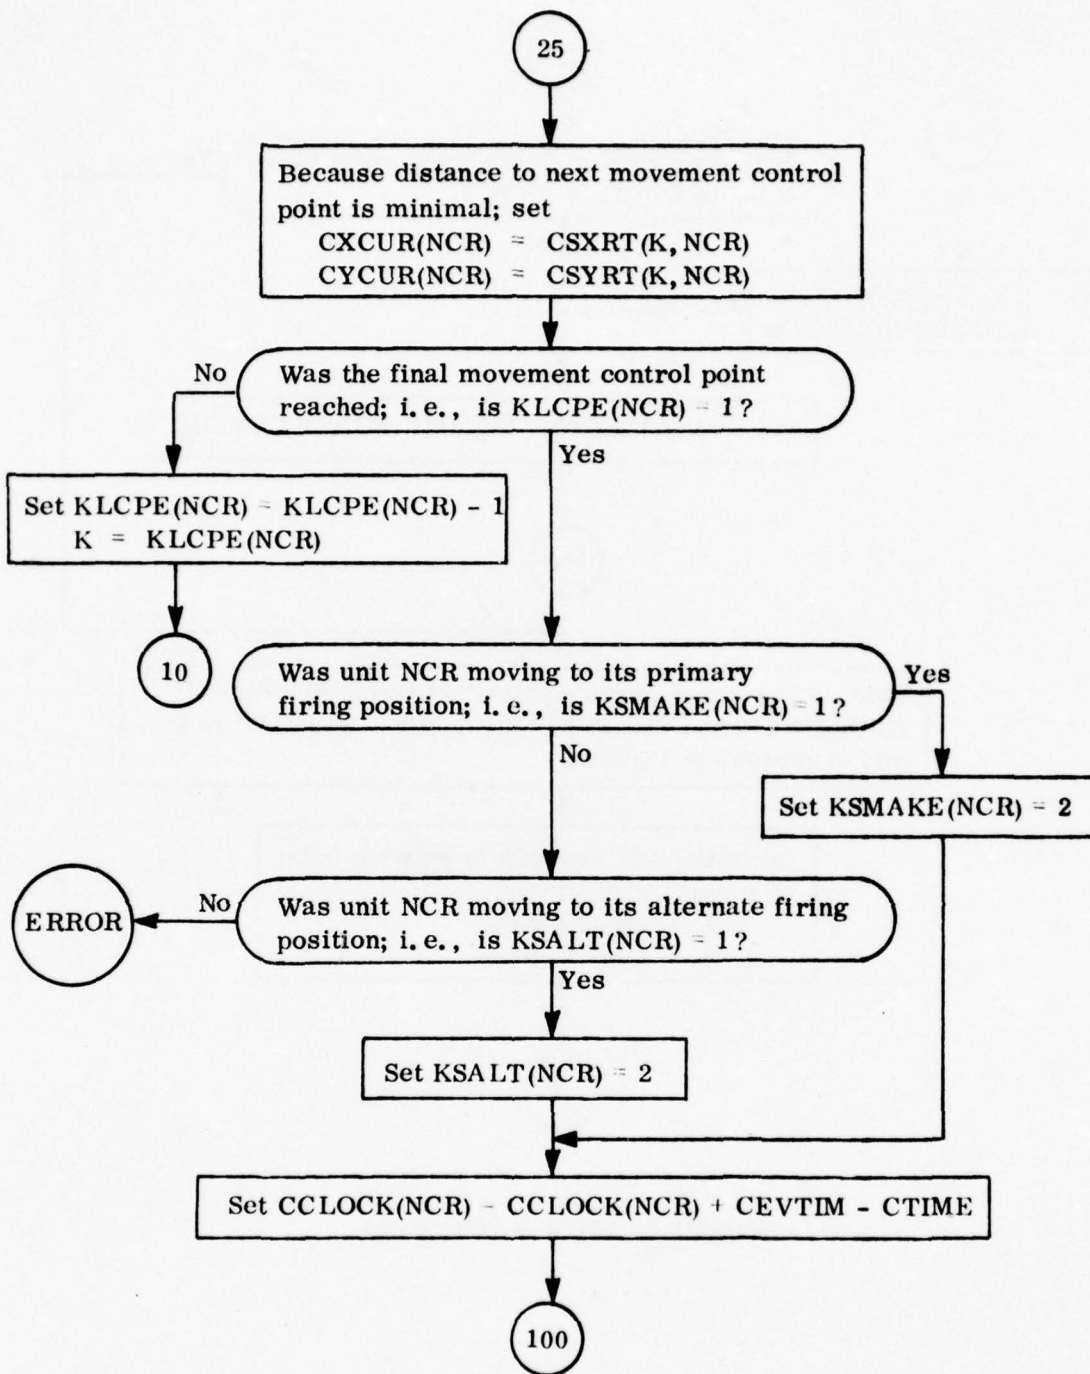 25
Because distance to next movement control
point is minimal; set
CXCUR(NCR) = CSXRT(K, NCR)
CYCUR(NCR) = CSYRT(K, NCR)
No
Was the final movement control point
reached; i.e., is KLCPE(NCR) = 1?
Yes
Set KLCPE(NCR) = KLCPE(NCR) - 1
K = KLCPE(NCR)
10
Was unit NCR moving to its primary
firing position; i.e., is KSMAKE(NCR) = 1?
Yes
No
Set KSMAKE(NCR) = 2
ERROR
No
Was unit NCR moving to its alternate firing
position; i.e., is KSALT(NCR) = 1?
Yes
Set KSALT(NCR) = 2
Set CCLOCK(NCR) - CCLOCK(NCR) + CEVTIM - CTIME
100